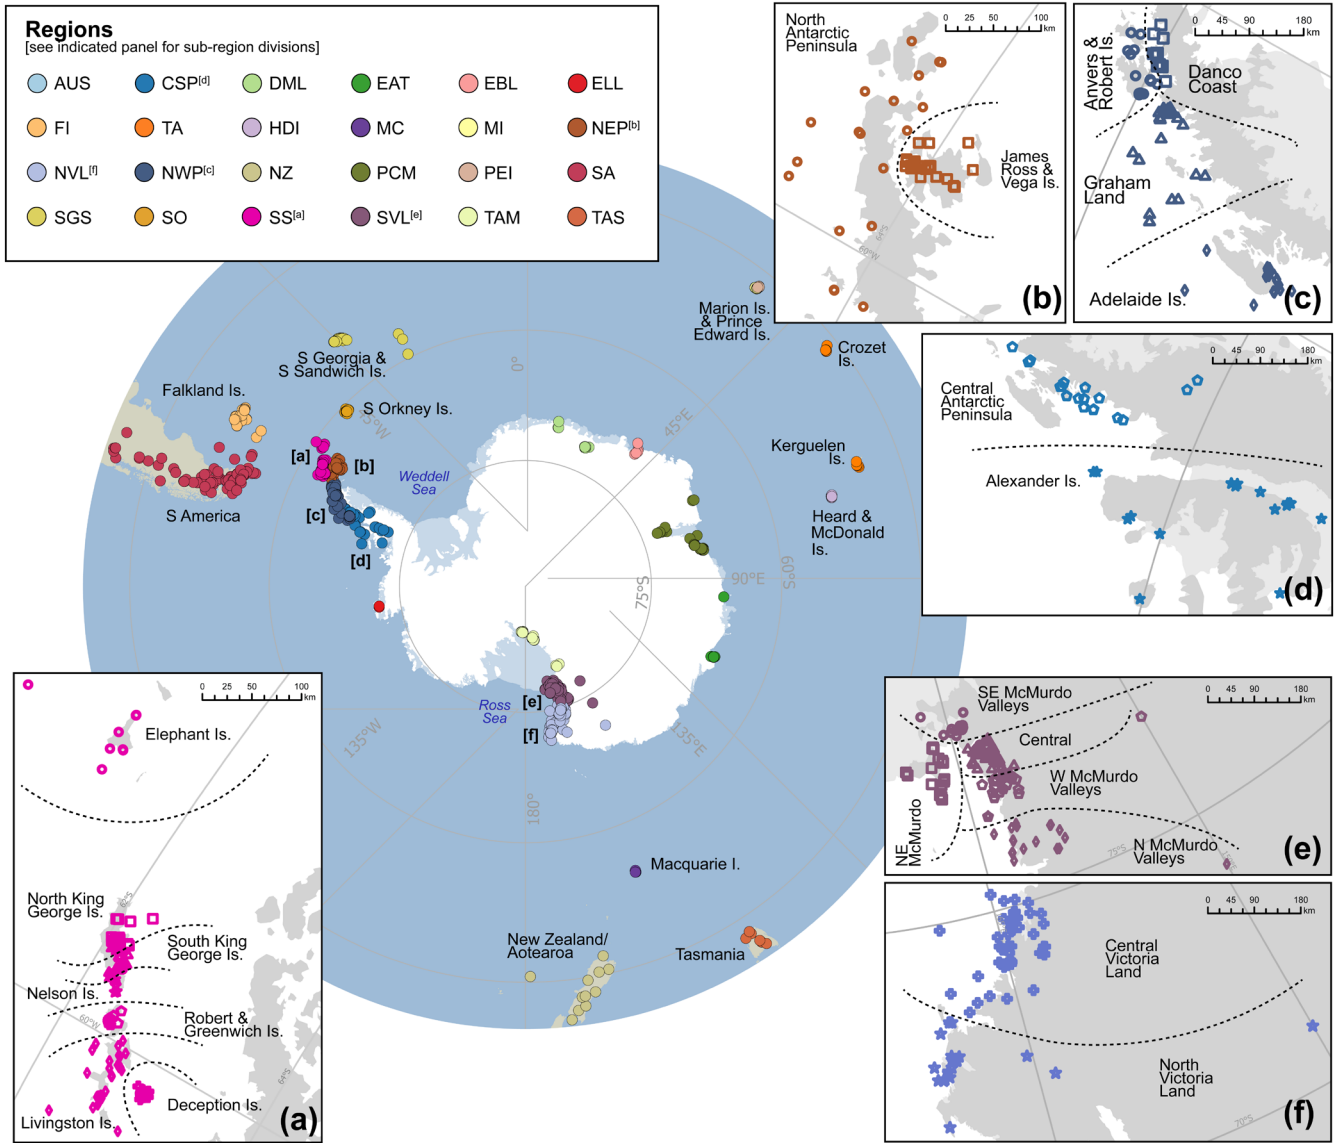 Regions
[see indicated panel for sub-region divisions]
AUS CSP[d] DML EAT EBL ELL
FI TA HDI MC MI NEP[b]
NVL[f] NWP[c] NZ PCM PEI SA
SGS SO SS[a] SVL[e] TAM TAS
North
Antarctic
Peninsula
0 25 50 100
km
James
Ross &
Vega Is.
64°S
60°W
(b)
Anvers &
Robert Is.
0 45 90 180
km
Danco
Coast
Graham
Land
Adelaide Is.
(c)
Marion Is.
& Prince
Edward Is.
Crozet
Is.
S Georgia &
S Sandwich Is.
Falkland Is.
S Orkney Is.
0°
45°W
45°E
[a]
[b]
Weddell
Sea
Kerguelen
Is.
S America
[c]
Heard &
McDonald
Is.
[d]
75°S
90°E
60°S
0 45 90 180
km
Central
Antarctic
Peninsula
Alexander Is.
(d)
[e]
Ross
Sea
[f]
135°W
135°E
180°
Macquarie I.
New Zealand/
Aotearoa
Tasmania
0 25 50 100
km
Elephant Is.
62°S
North King
George Is.
South King
George Is.
Nelson Is.
60°W
Robert &
Greenwich Is.
64°S
Deception Is.
Livingston Is.
(a)
SE McMurdo
Valleys
0 45 90 180
km
Central
W McMurdo
Valleys
NE
McMurdo
75°S
N McMurdo
Valleys
(e)
0 45 90 180
km
Central
Victoria
Land
North
Victoria
Land
70°S
(f)